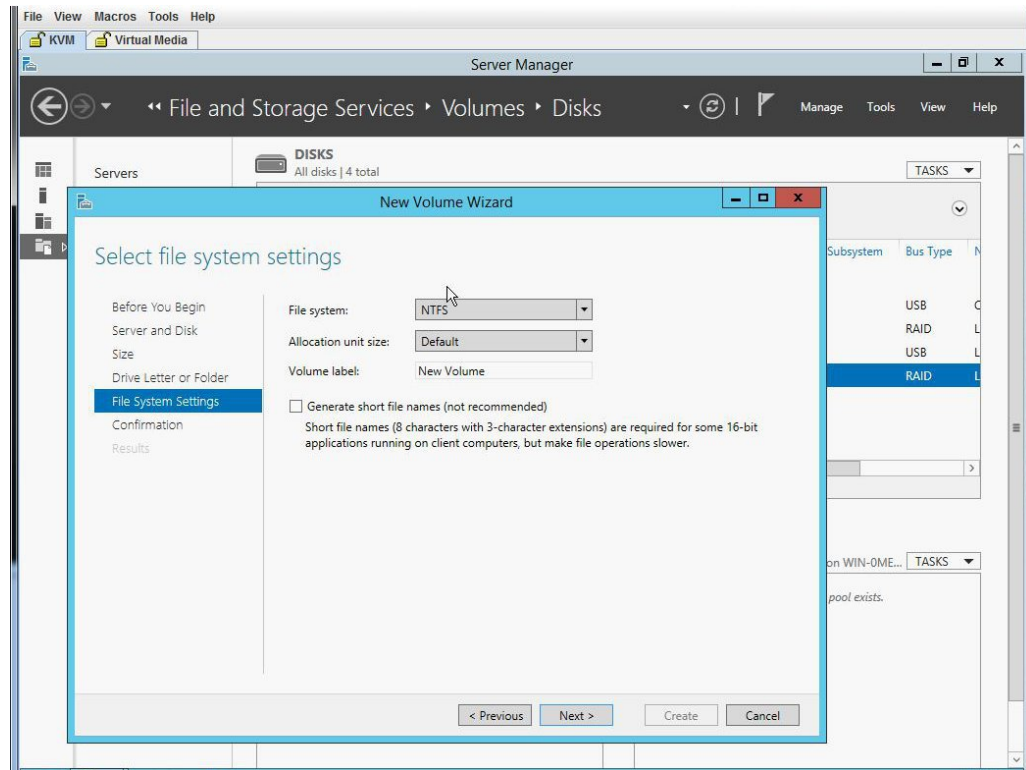 File View Macros Tools Help
KVM Virtual Media
Server Manager
File and Storage Services Volumes Disks
Manage Tools View Help
DISKS
All disks | 4 total
TASKS
Servers
New Volume Wizard
Subsystem Bus Type N
USB C
RAID L
USB L
RAID L
Select file system settings
Before You Begin
Server and Disk
Size
Drive Letter or Folder
File System Settings
Confirmation
Results
File system: NTFS
Allocation unit size: Default
Volume label: New Volume
Generate short file names (not recommended)
Short file names (8 characters with 3-character extensions) are required for some 16-bit
applications running on client computers, but make file operations slower.
on WIN-0ME... TASKS
pool exists.
< Previous Next > Create Cancel